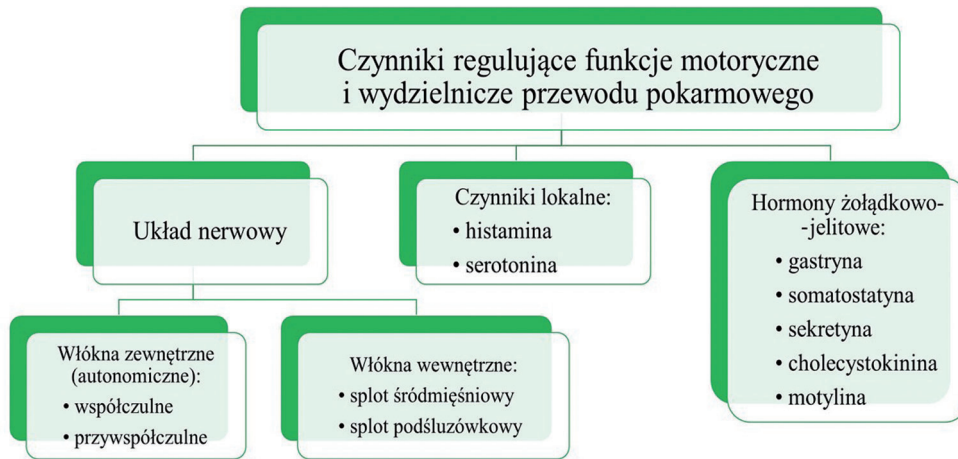 Czynniki regulujące funkcje motoryczne
i wydzielnicze przewodu pokarmowego
Układ nerwowy
Czynniki lokalne:
• histamina
• serotonina
Hormony żołądkowo-
-jelitowe:
• gastryna
• somatostatyna
• sekretyna
• cholecystokinina
• motylina
Włókna zewnętrzne
(autonomiczne):
• współczulne
• przywspółczulne
Włókna wewnętrzne:
• splot śródmięśniowy
• splot podśluzówkowy